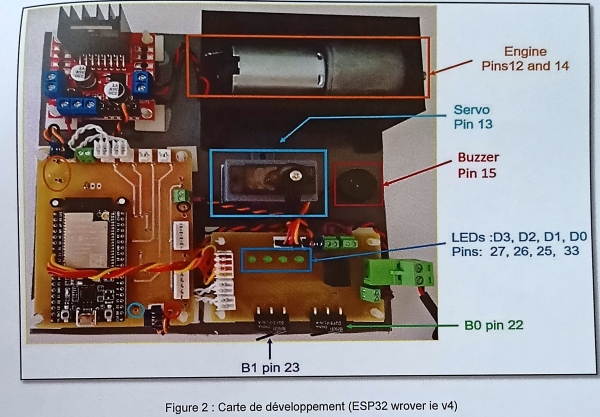 Engine
Pins12 and 14
Servo
Pin 13
Buzzer
Pin 15
LEDs :D3, D2, D1, D0
Pins: 27, 26, 25, 33
B0 pin 22
B1 pin 23
Figure 2 : Carte de développement (ESP32 wrover ie v4)